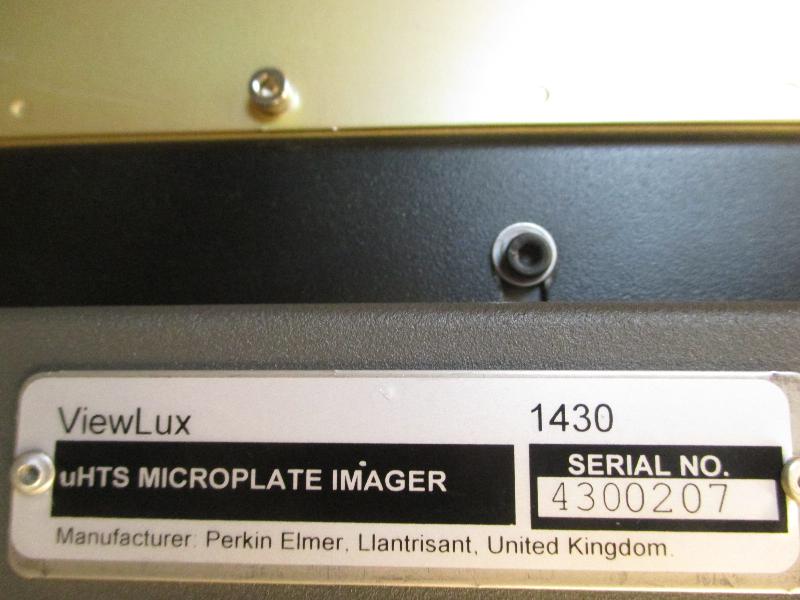 ViewLux 1430
uHTS MICROPLATE IMAGER
SERIAL NO.
4300207
Manufacturer: Perkin Elmer, Llantrisant, United Kingdom.